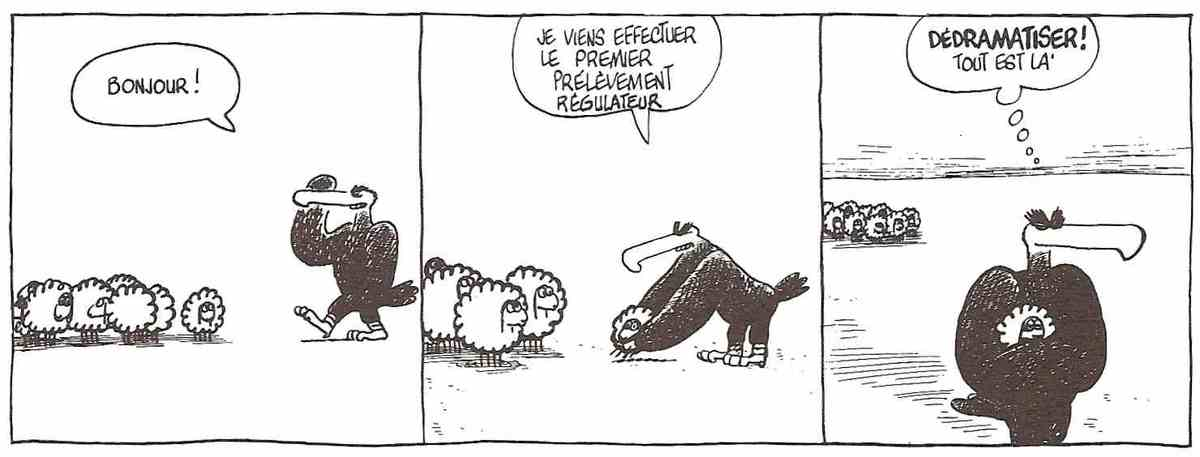 BONJOUR !
JE VIENS EFFECTUER
LE PREMIER
PRÉLÈVEMENT
RÉGULATEUR
DÉDRAMATISER !
TOUT EST LÀ